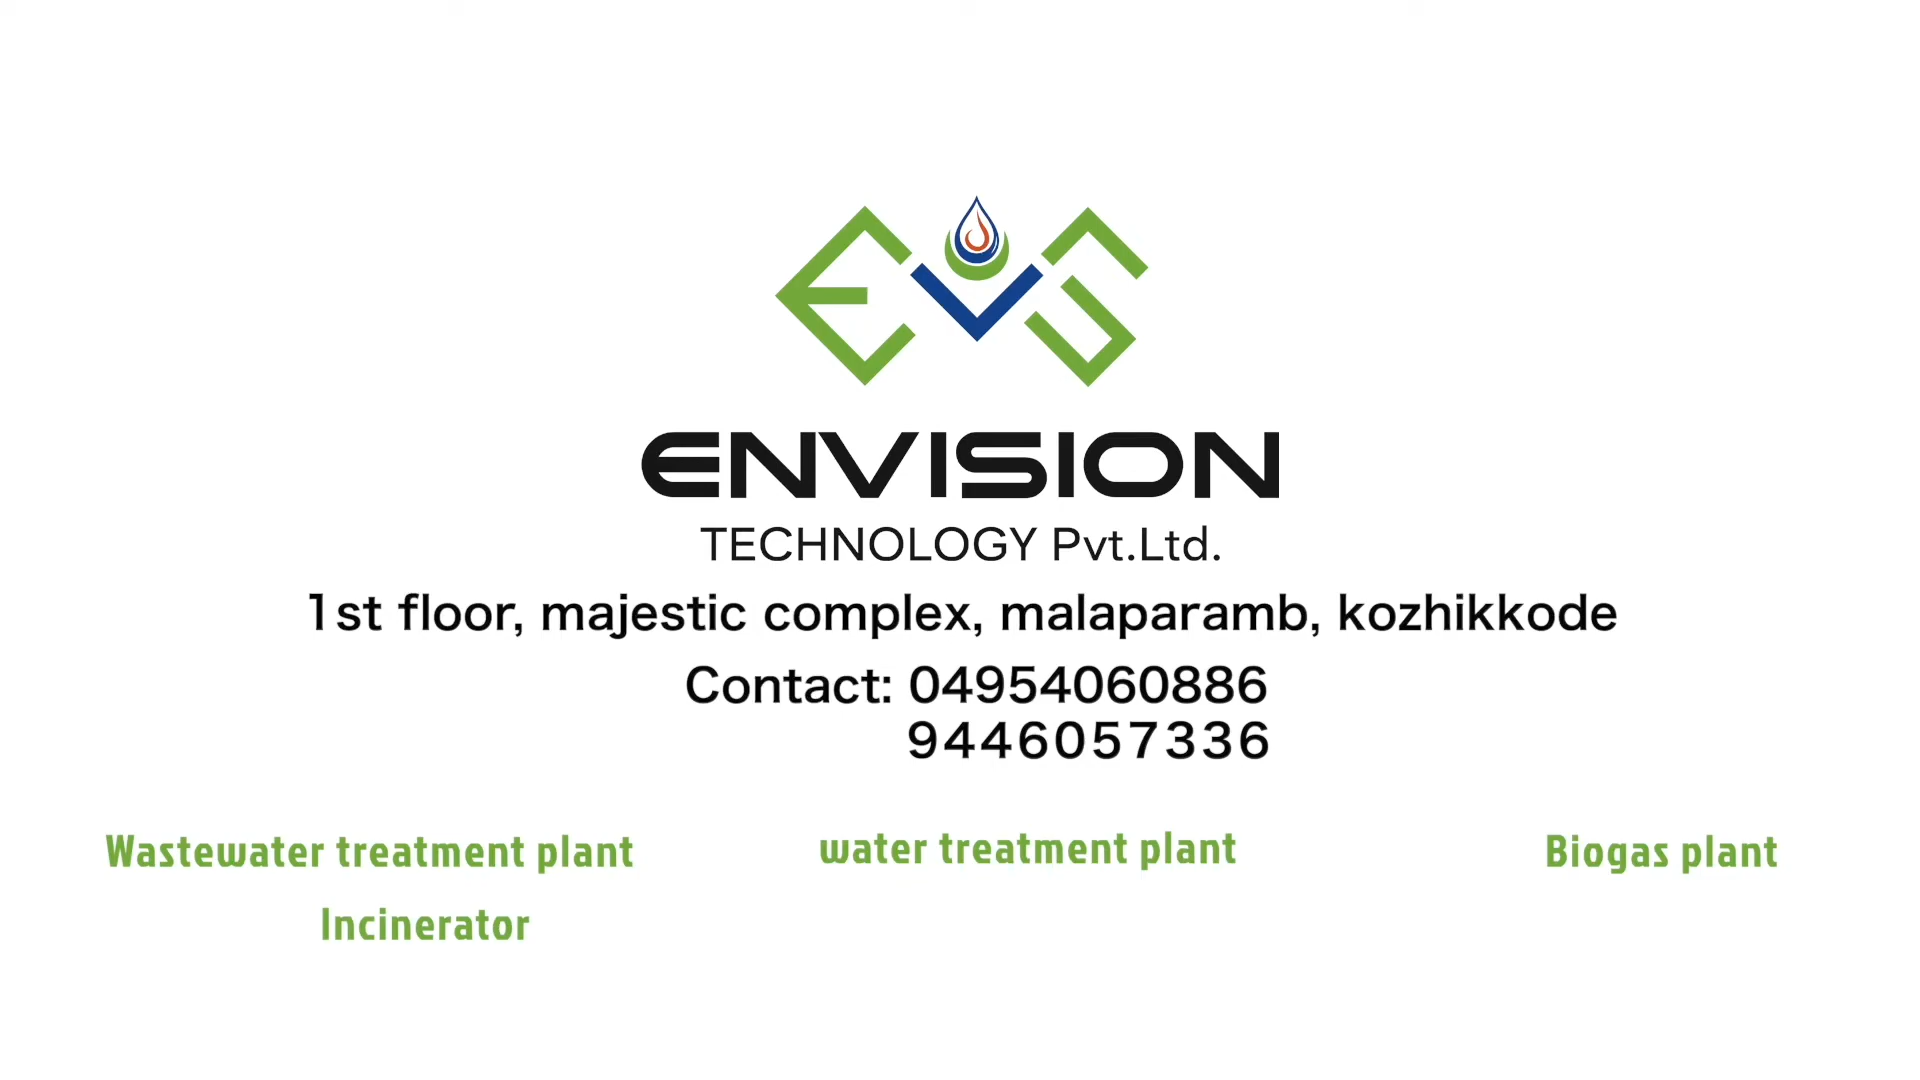 EVS
ENVISION
TECHNOLOGY Pvt.Ltd.
1st floor, majestic complex, malaparamb, kozhikkode
Contact: 04954060886
9446057336
Wastewater treatment plant
water treatment plant
Biogas plant
Incinerator